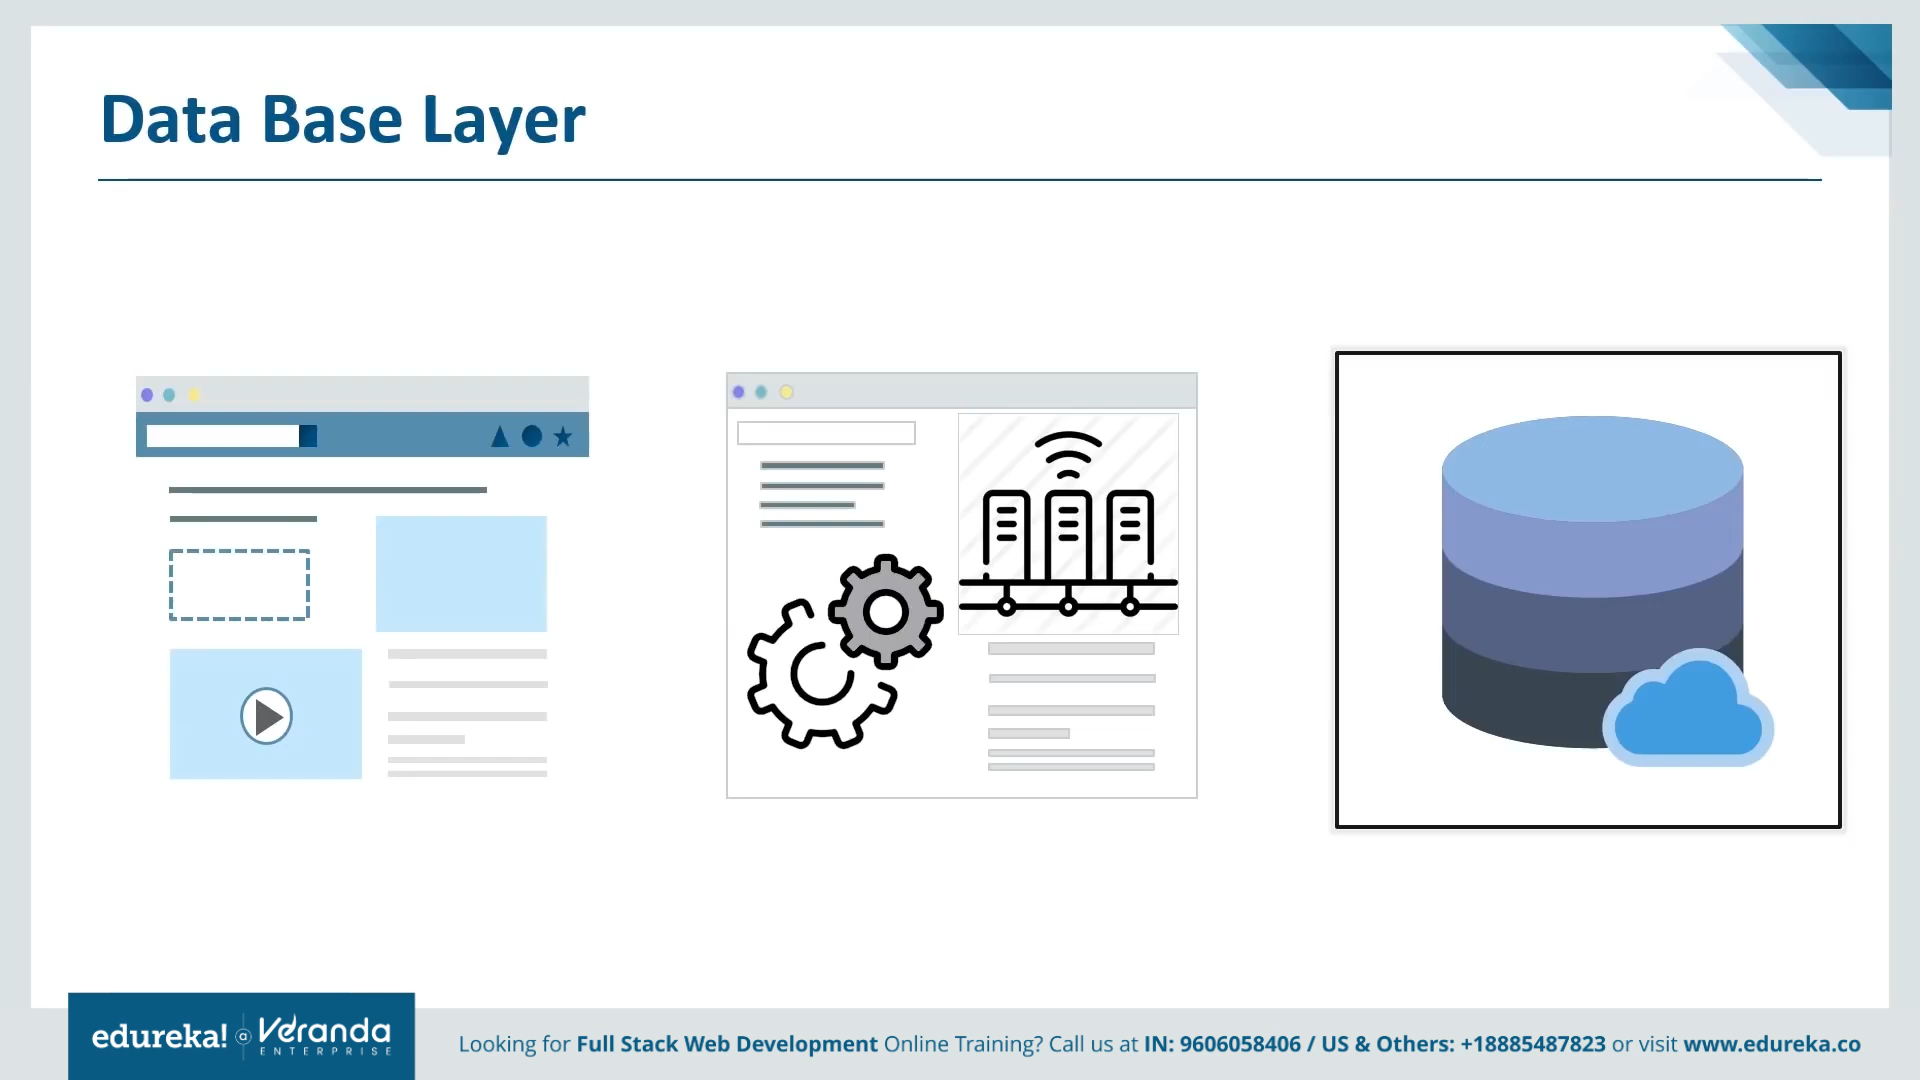 Data Base Layer
edureka! a Veranda
ENTERPRISE
Looking for Full Stack Web Development Online Training? Call us at IN: 9606058406 / US & Others: +18885487823 or visit www.edureka.co